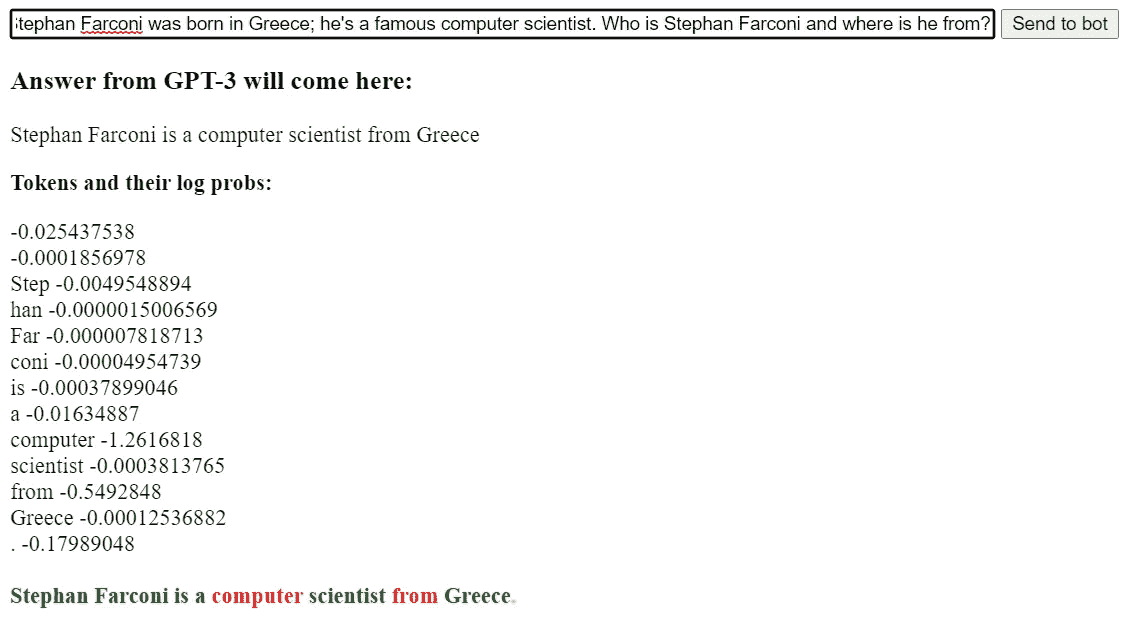 tephan Farconi was born in Greece; he's a famous computer scientist. Who is Stephan Farconi and where is he from? Send to bot
Answer from GPT-3 will come here:
Stephan Farconi is a computer scientist from Greece
Tokens and their log probs:
-0.025437538
-0.0001856978
Step -0.0049548894
han -0.0000015006569
Far -0.000007818713
coni -0.00004954739
is -0.00037899046
a -0.01634887
computer -1.2616818
scientist -0.0003813765
from -0.5492848
Greece -0.00012536882
. -0.17989048
Stephan Farconi is a computer scientist from Greece.